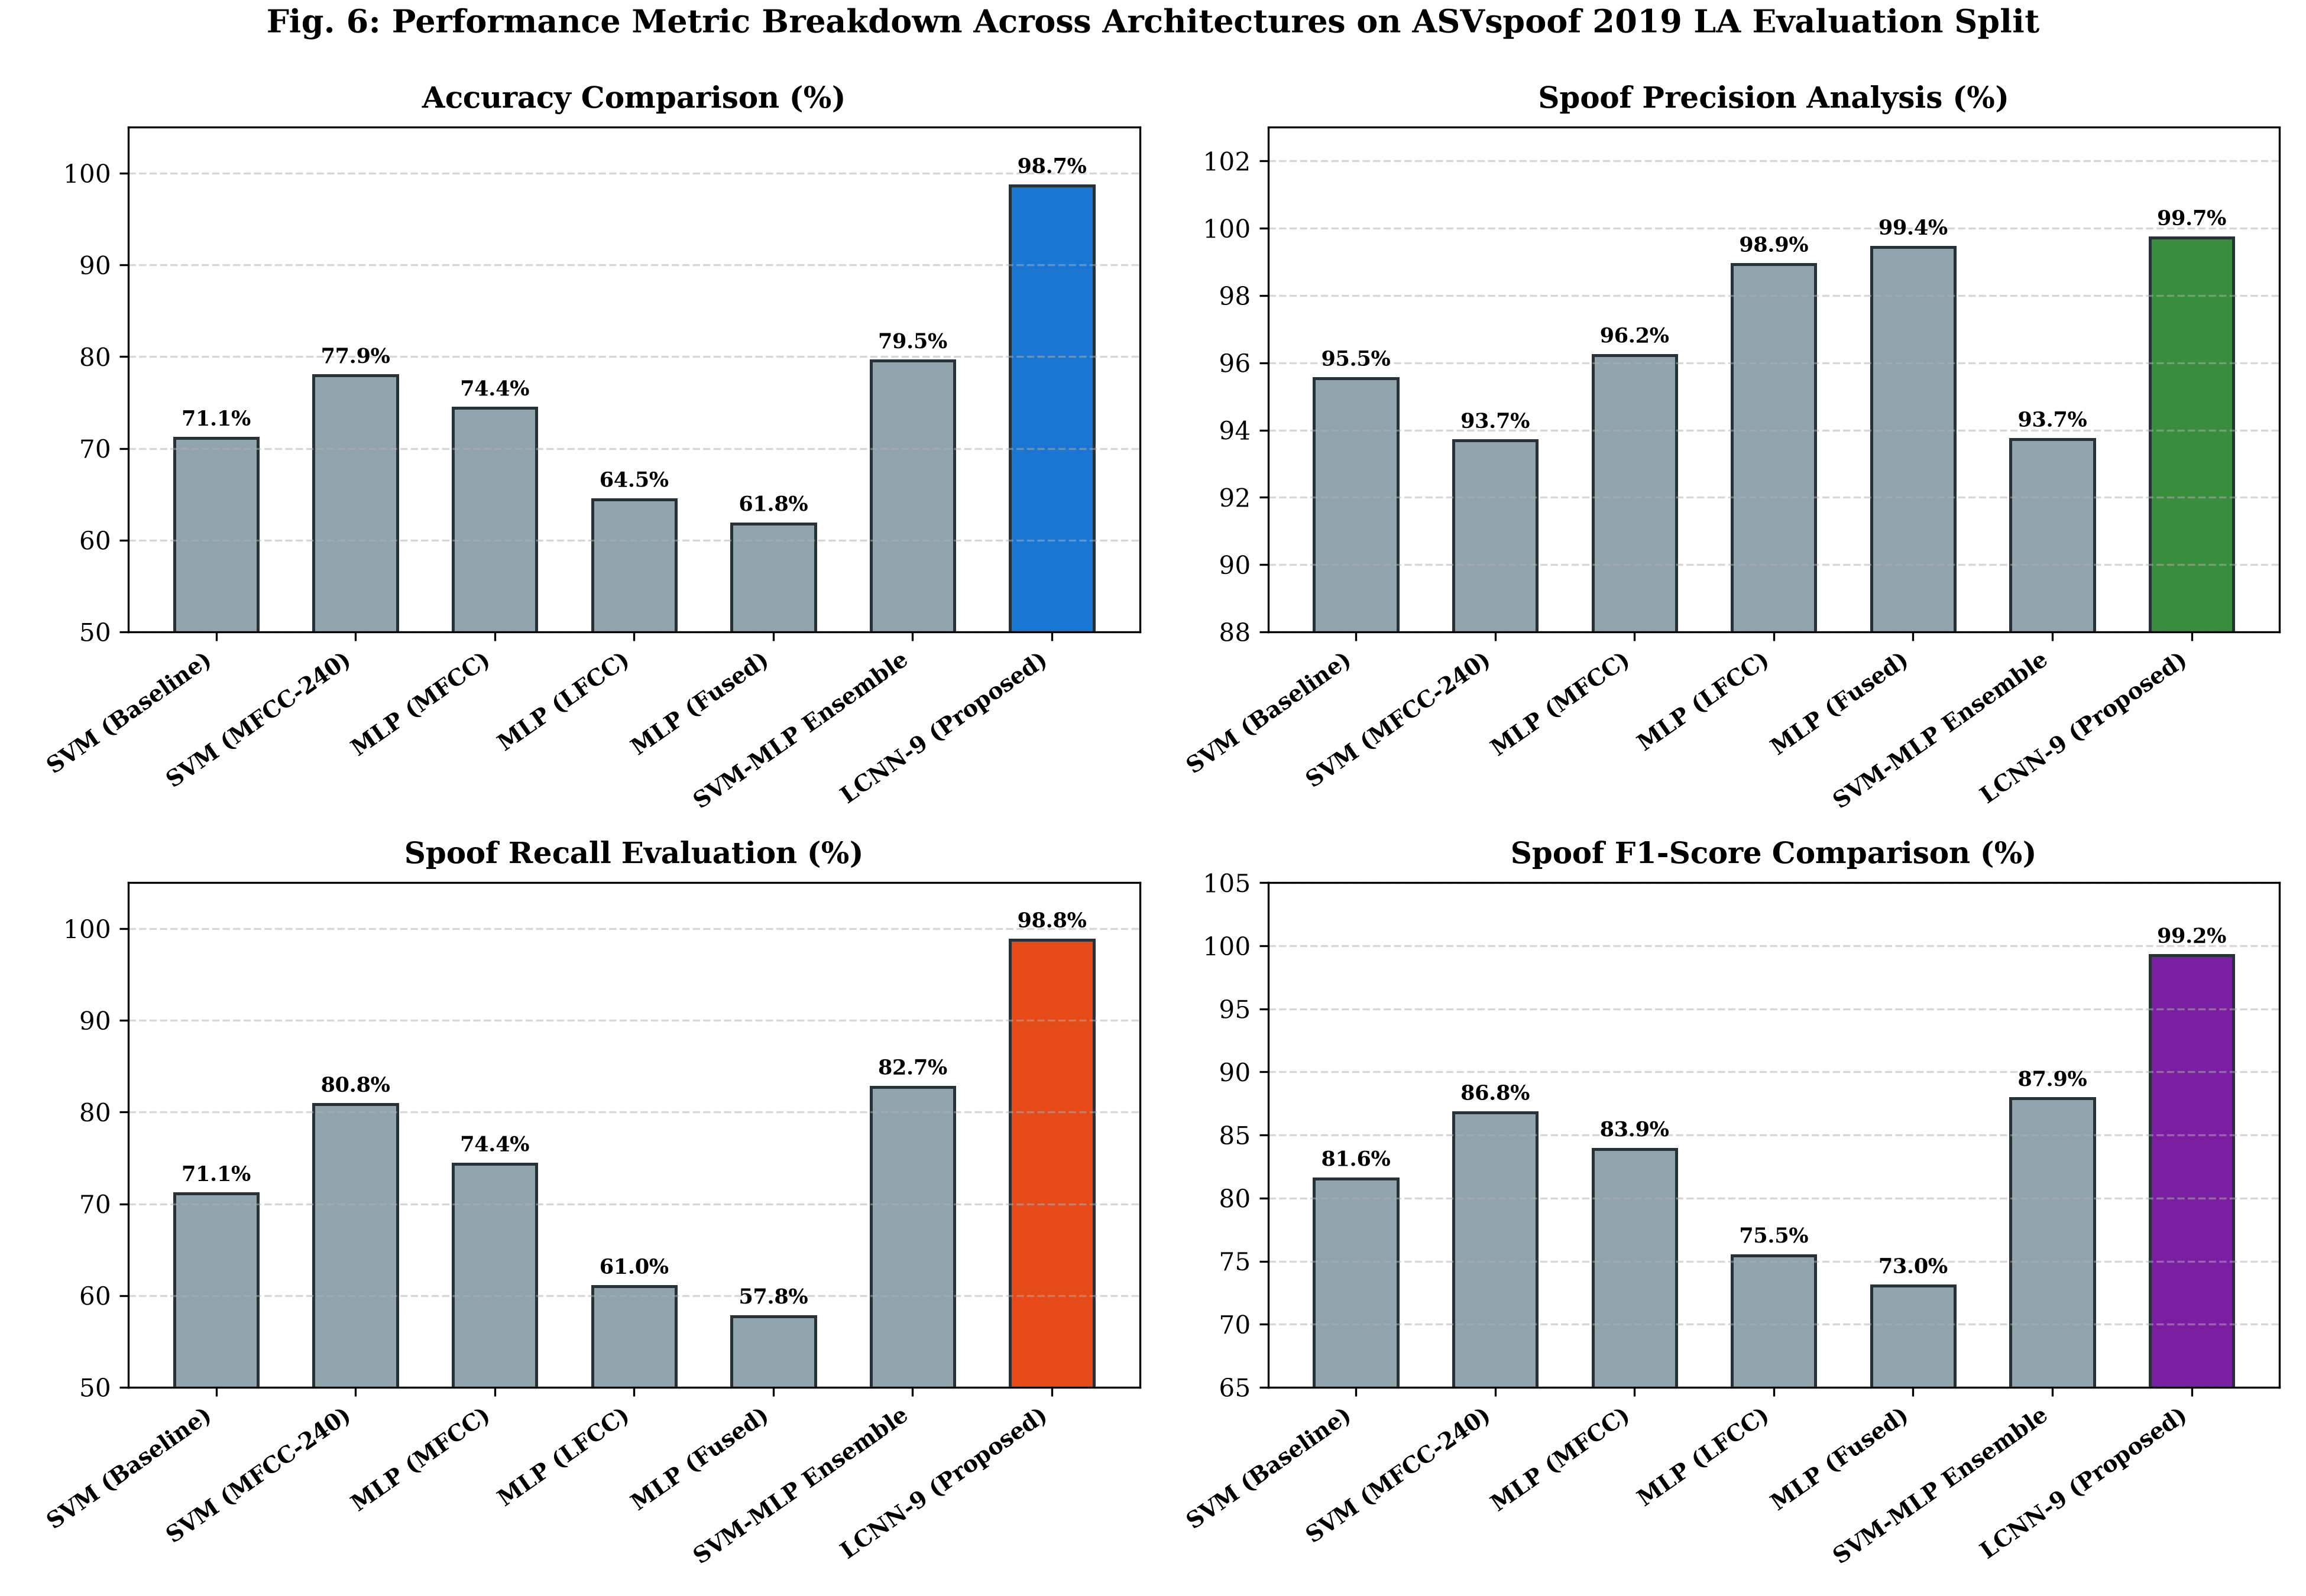 Fig. 6: Performance Metric Breakdown Across Architectures on ASVspoof 2019 LA Evaluation Split
Accuracy Comparison (%)
100
90
80
70
60
50
71.1%
77.9%
74.4%
64.5%
61.8%
79.5%
98.7%
SVM (Baseline)
SVM (MFCC-240)
MLP (MFCC)
MLP (LFCC)
MLP (Fused)
SVM-MLP Ensemble
LCNN-9 (Proposed)
Spoof Precision Analysis (%)
102
100
98
96
94
92
90
88
95.5%
93.7%
96.2%
98.9%
99.4%
93.7%
99.7%
SVM (Baseline)
SVM (MFCC-240)
MLP (MFCC)
MLP (LFCC)
MLP (Fused)
SVM-MLP Ensemble
LCNN-9 (Proposed)
Spoof Recall Evaluation (%)
100
90
80
70
60
50
71.1%
80.8%
74.4%
61.0%
57.8%
82.7%
98.8%
SVM (Baseline)
SVM (MFCC-240)
MLP (MFCC)
MLP (LFCC)
MLP (Fused)
SVM-MLP Ensemble
LCNN-9 (Proposed)
Spoof F1-Score Comparison (%)
105
100
95
90
85
80
75
70
65
81.6%
86.8%
83.9%
75.5%
73.0%
87.9%
99.2%
SVM (Baseline)
SVM (MFCC-240)
MLP (MFCC)
MLP (LFCC)
MLP (Fused)
SVM-MLP Ensemble
LCNN-9 (Proposed)